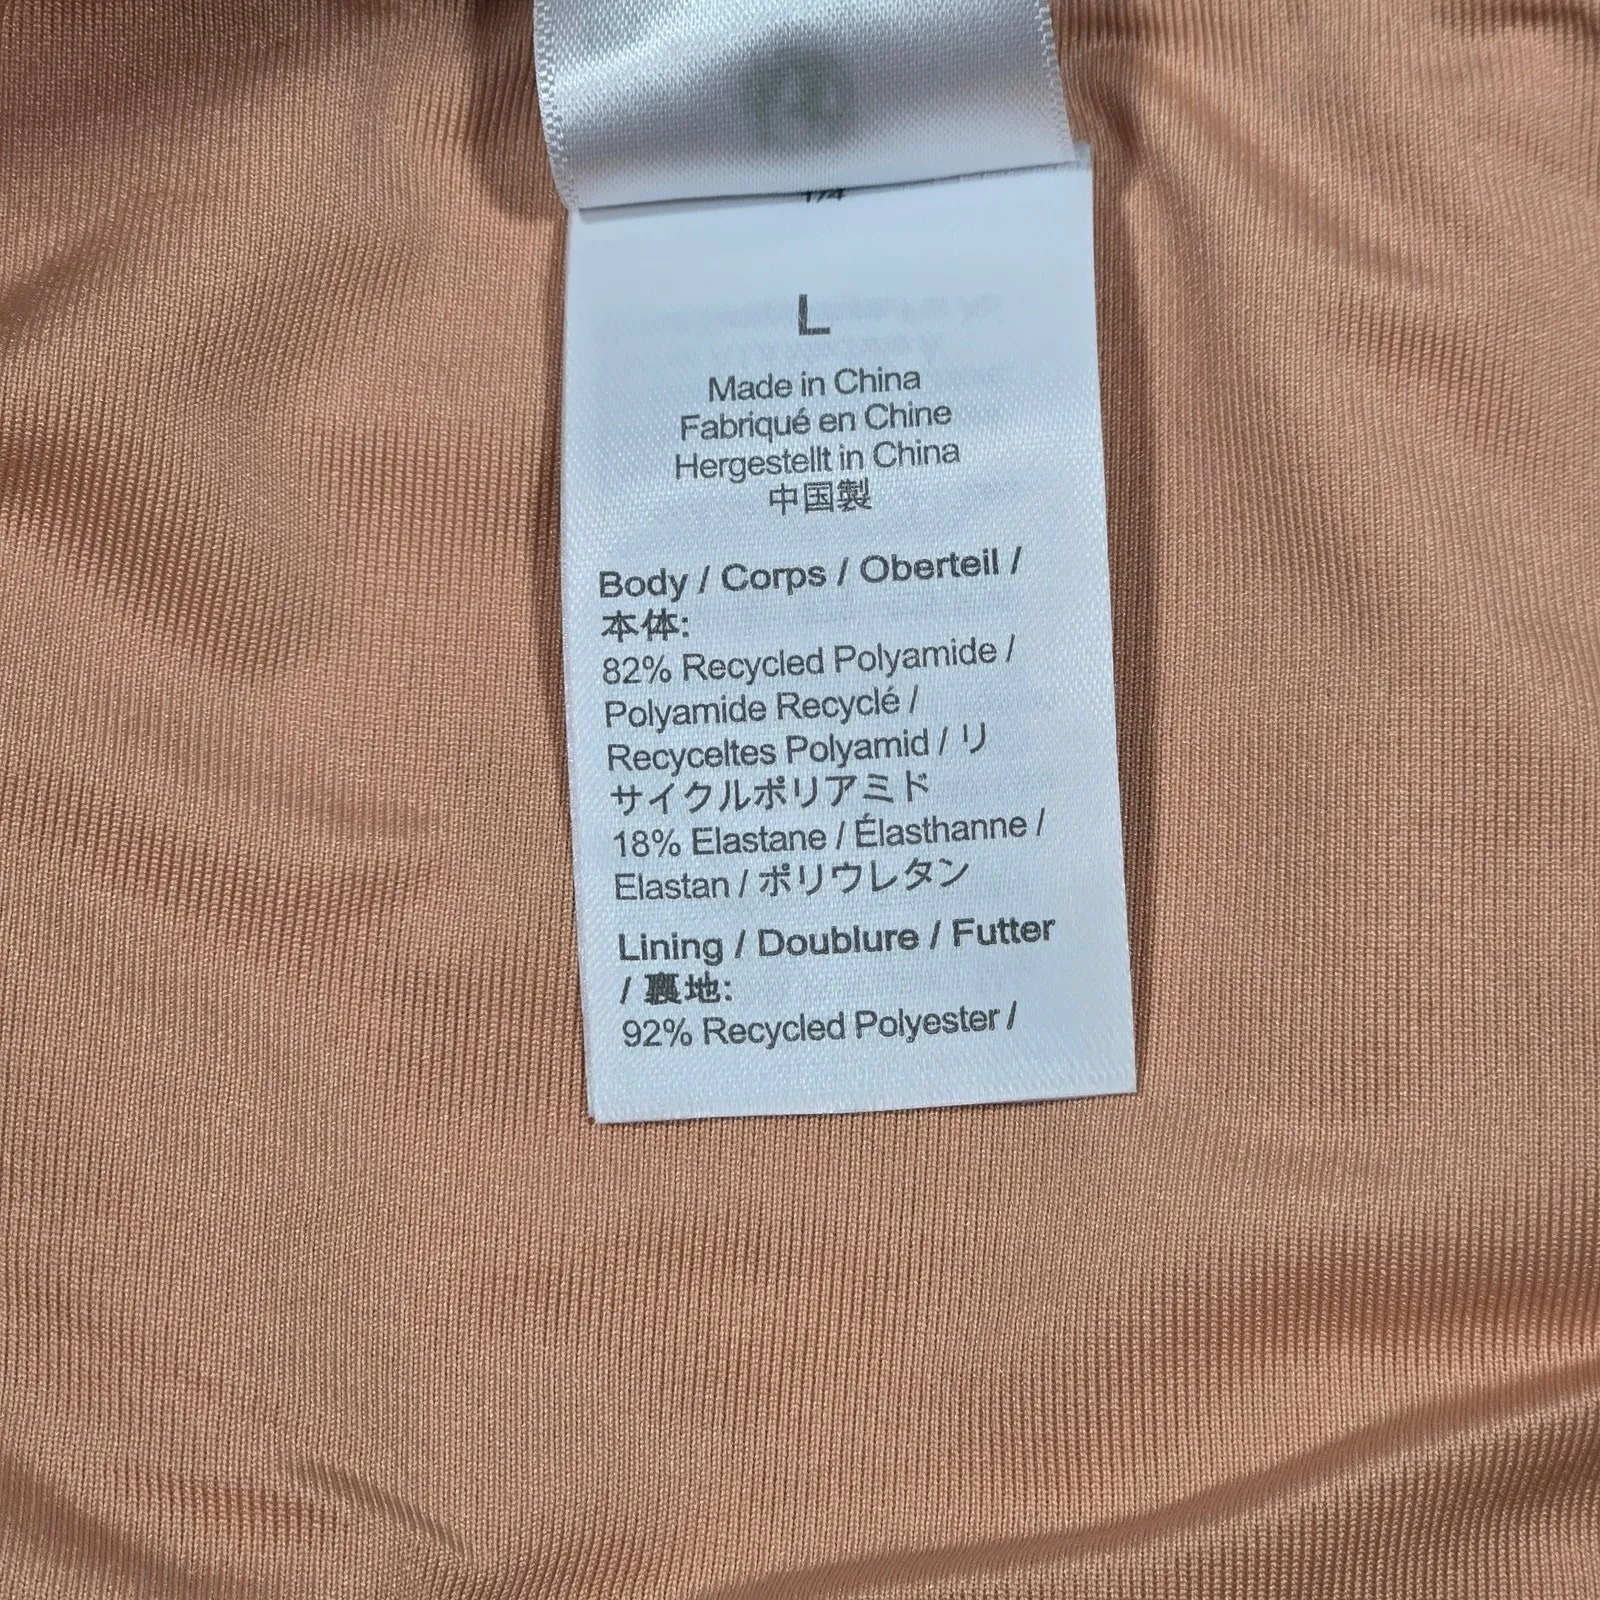 1/4
L
Made in China
Fabriqué en Chine
Hergestellt in China
中国製
Body / Corps / Oberteil /
本体:
82% Recycled Polyamide /
Polyamide Recyclé /
Recyceltes Polyamid / リ
サイクルポリアミド
18% Elastane / Élasthanne /
Elastan / ポリウレタン
Lining / Doublure / Futter
/ 裏地:
92% Recycled Polyester /